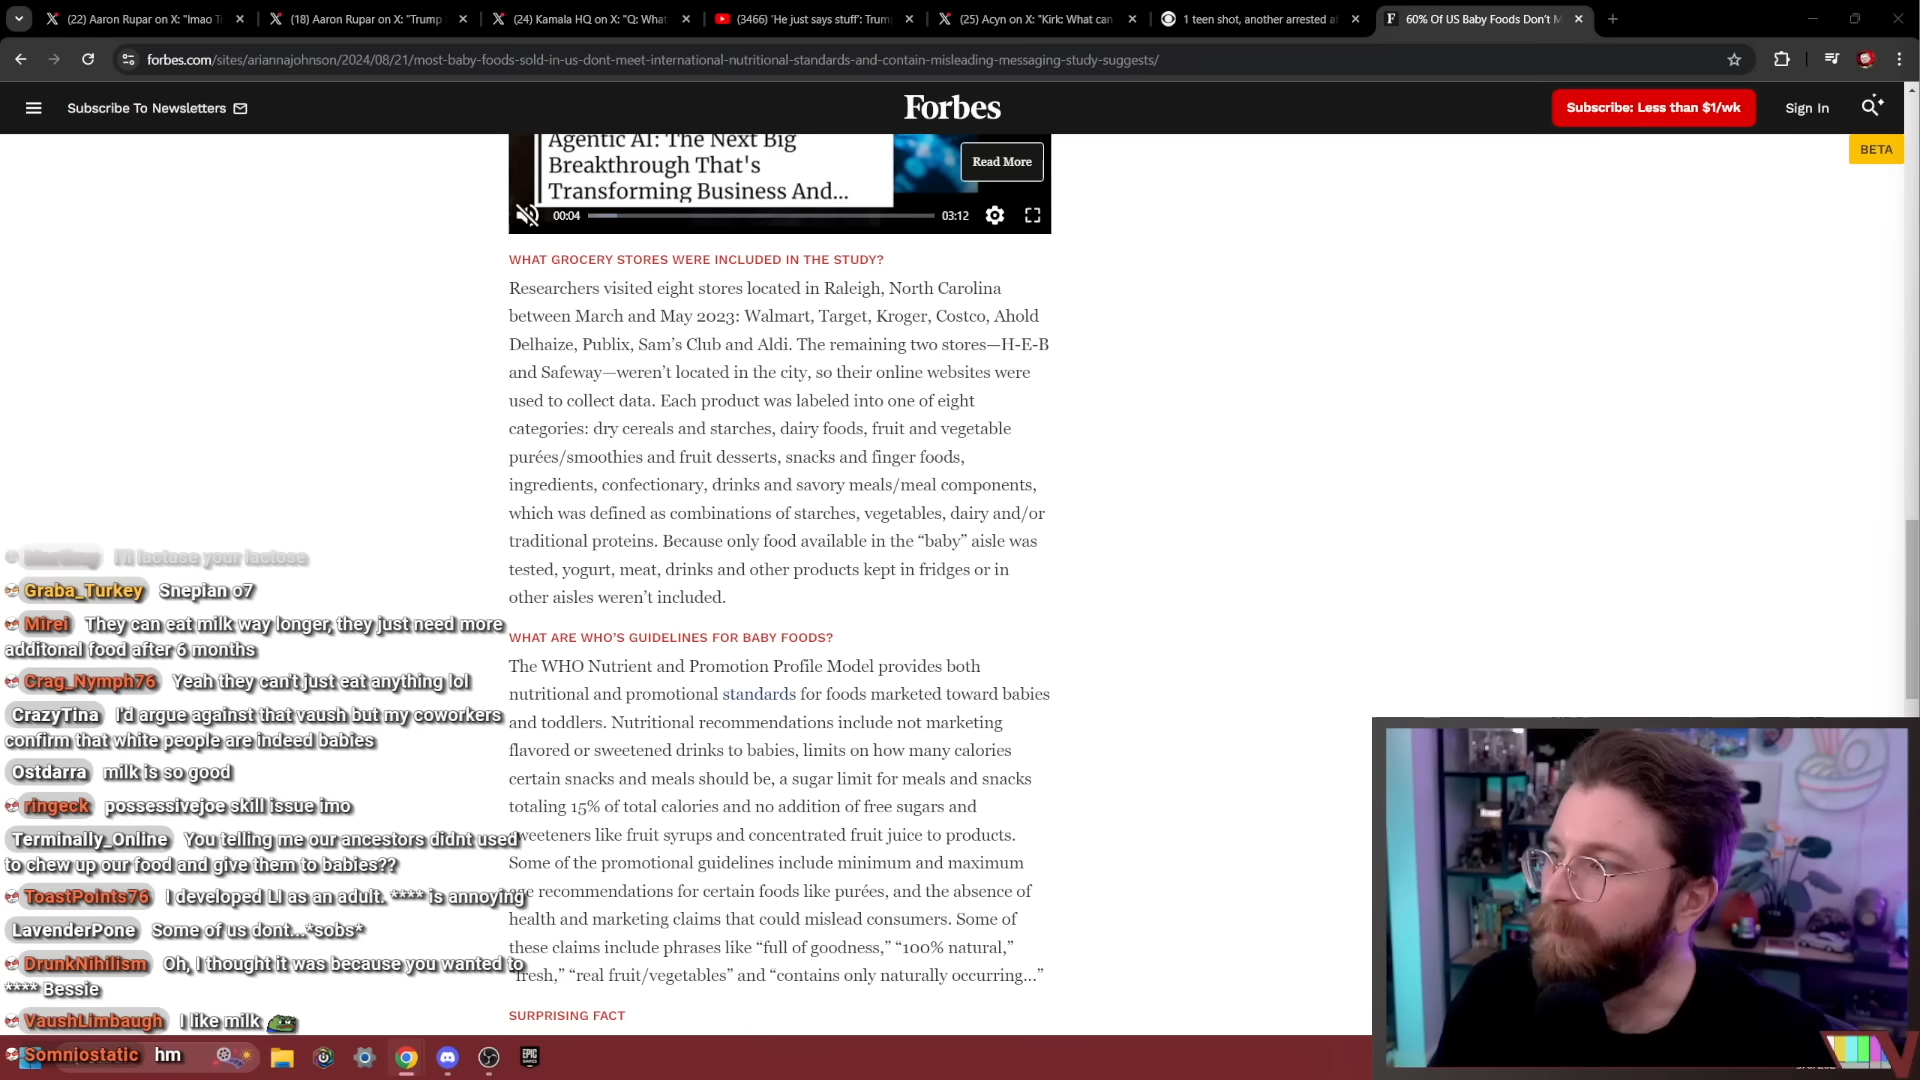 (22) Aaron Rupar on X: "lmao T
(18) Aaron Rupar on X: "Trump
(24) Kamala HQ on X: "Q: What
(3466) 'He just says stuff': Trum
(25) Acyn on X: "Kirk: What can
1 teen shot, another arrested a
60% Of US Baby Foods Don't M
forbes.com/sites/ariannajohnson/2024/08/21/most-baby-foods-sold-in-us-dont-meet-international-nutritional-standards-and-contain-misleading-messaging-study-suggests/
Subscribe To Newsletters
Forbes
Subscribe: Less than $1/wk
Sign In
BETA
Agentic AI: The Next Big
Breakthrough That's
Transforming Business And...
Read More
00:04
03:12
WHAT GROCERY STORES WERE INCLUDED IN THE STUDY?
Researchers visited eight stores located in Raleigh, North Carolina
between March and May 2023: Walmart, Target, Kroger, Costco, Ahold
Delhaize, Publix, Sam's Club and Aldi. The remaining two stores—H-E-B
and Safeway—weren't located in the city, so their online websites were
used to collect data. Each product was labeled into one of eight
categories: dry cereals and starches, dairy foods, fruit and vegetable
purées/smoothies and fruit desserts, snacks and finger foods,
ingredients, confectionary, drinks and savory meals/meal components,
which was defined as combinations of starches, vegetables, dairy and/or
traditional proteins. Because only food available in the “baby” aisle was
tested, yogurt, meat, drinks and other products kept in fridges or in
other aisles weren't included.
WHAT ARE WHO'S GUIDELINES FOR BABY FOODS?
The WHO Nutrient and Promotion Profile Model provides both
nutritional and promotional standards for foods marketed toward babies
and toddlers. Nutritional recommendations include not marketing
flavored or sweetened drinks to babies, limits on how many calories
certain snacks and meals should be, a sugar limit for meals and snacks
totaling 15% of total calories and no addition of free sugars and
sweeteners like fruit syrups and concentrated fruit juice to products.
Some of the promotional guidelines include minimum and maximum
age recommendations for certain foods like purées, and the absence of
health and marketing claims that could mislead consumers. Some of
these claims include phrases like “full of goodness,” “100% natural,”
“fresh,” “real fruit/vegetables” and “contains only naturally occurring...”
SURPRISING FACT
I'll lactase your lactose
Graba_Turkey Snepian o7
Mirei They can eat milk way longer, they just need more
additonal food after 6 months
Crag_Nymph76 Yeah they can't just eat anything lol
CrazyTina I'd argue against that vaush but my coworkers
confirm that white people are indeed babies
Ostdarra milk is so good
ringeck possessivejoe skill issue imo
Terminally_Online You telling me our ancestors didnt used
to chew up our food and give them to babies??
ToastPoints76 I developed LI as an adult. **** is annoying
LavenderPone Some of us dont...*sobs*
DrunkNihilism Oh, I thought it was because you wanted to
**** Bessie
VaushLimbaugh I like milk
Somniostatic hm
EPIC
GAMES